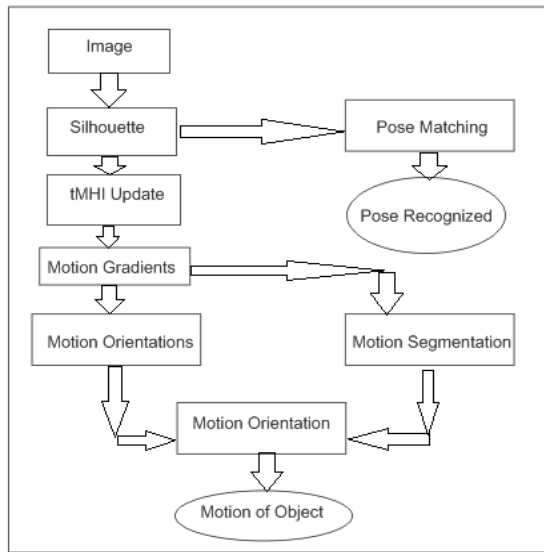 Image
Silhouette
Pose Matching
tMHI Update
Pose Recognized
Motion Gradients
Motion Orientations
Motion Segmentation
Motion Orientation
Motion of Object